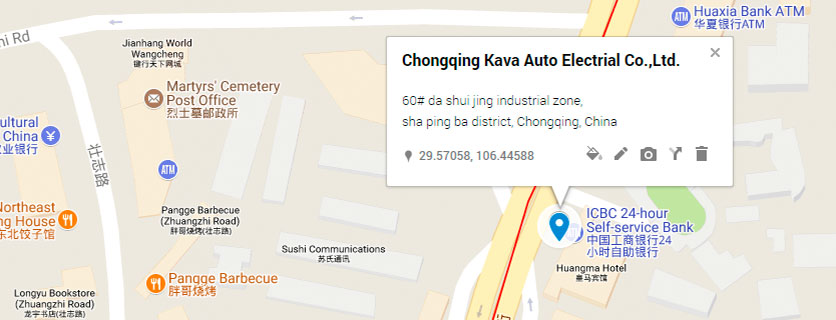 Huaxia Bank ATM
华夏银行ATM
Rd
Jianhang World
Wangcheng
键行天下网城
Chongqing Kava Auto Electrial Co.,Ltd.
60# da shui jing industrial zone,
sha ping ba district, Chongqing, China
29.57058, 106.44588
Martyrs' Cemetery
Post Office
烈士墓邮政所
China
业银行
ATM
壮志路
Northeast
House
东北饺子馆
Pangge Barbecue
(Zhuangzhi Road)
胖哥烧烤(壮志路)
ICBC 24-hour
Self-service Bank
中国工商银行24
小时自助银行
Sushi Communications
苏氏通讯
Huangma Hotel
皇马宾馆
Pangge Barbecue
胖哥烧烤
Longyu Bookstore
(Zhuangzhi Road)
龙宇书店(壮志路)